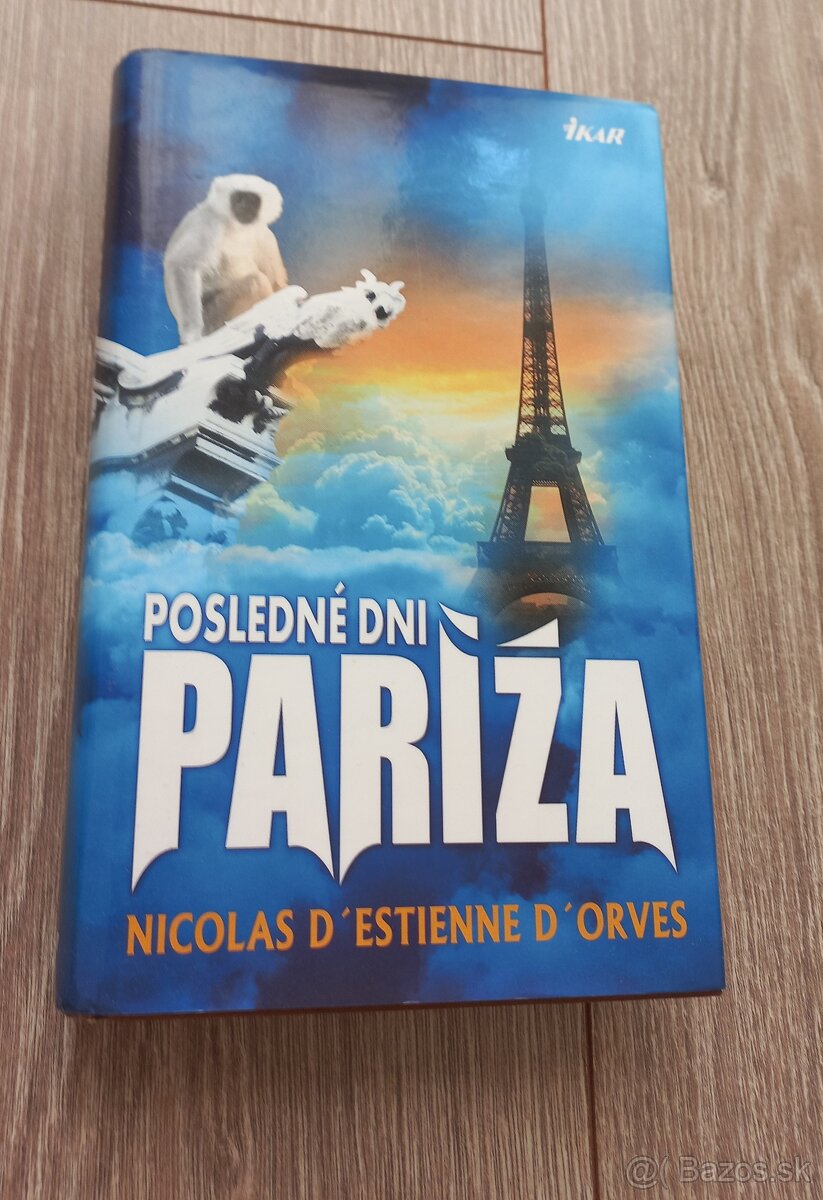 iKAR
POSLEDNÉ DNI
PARÍŽA
NICOLAS D´ESTIENNE D´ORVES
@( Bazos.sk